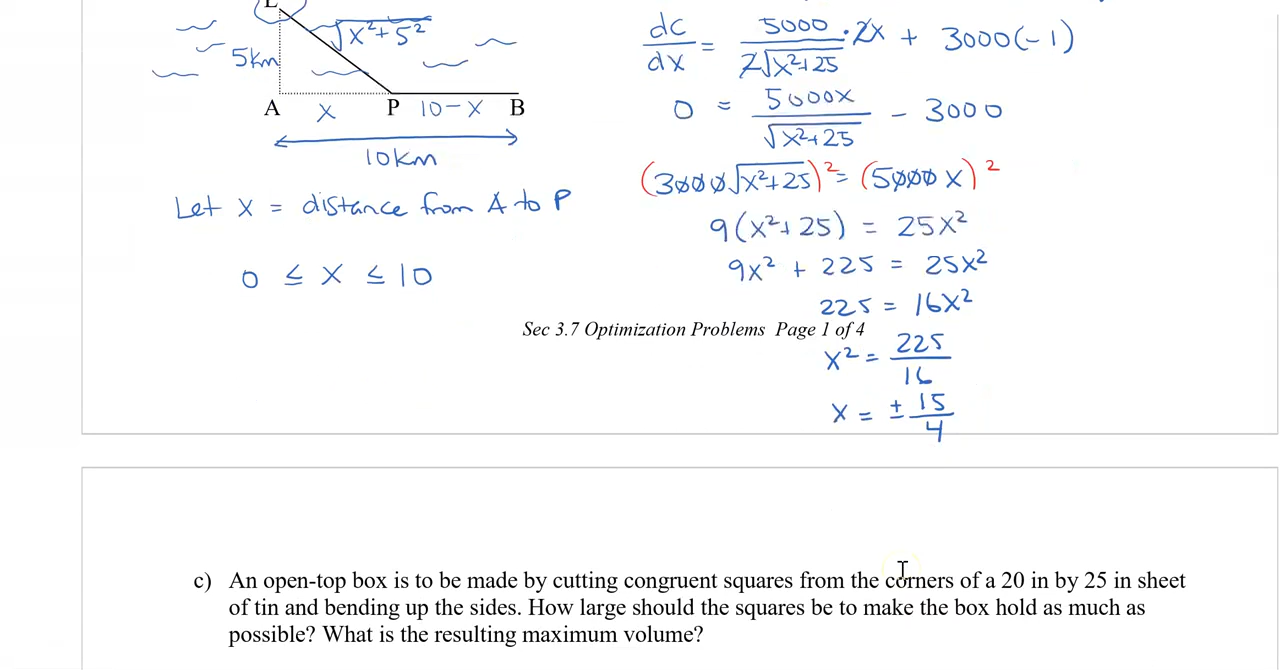 L
√x²+5²
5km
A x P 10-x B
10km
Let x = distance from A to P
0 ≤ x ≤ 10
dc/dx = 5000/2√x²+25 · 2x + 3000(-1)
0 = 5000x/√x²+25 - 3000
(3000√x²+25)² = (5000x)²
9(x²+25) = 25x²
9x² + 225 = 25x²
225 = 16x²
Sec 3.7 Optimization Problems Page 1 of 4
x² = 225/16
x = ± 15/4
c) An open-top box is to be made by cutting congruent squares from the corners of a 20 in by 25 in sheet
of tin and bending up the sides. How large should the squares be to make the box hold as much as
possible? What is the resulting maximum volume?